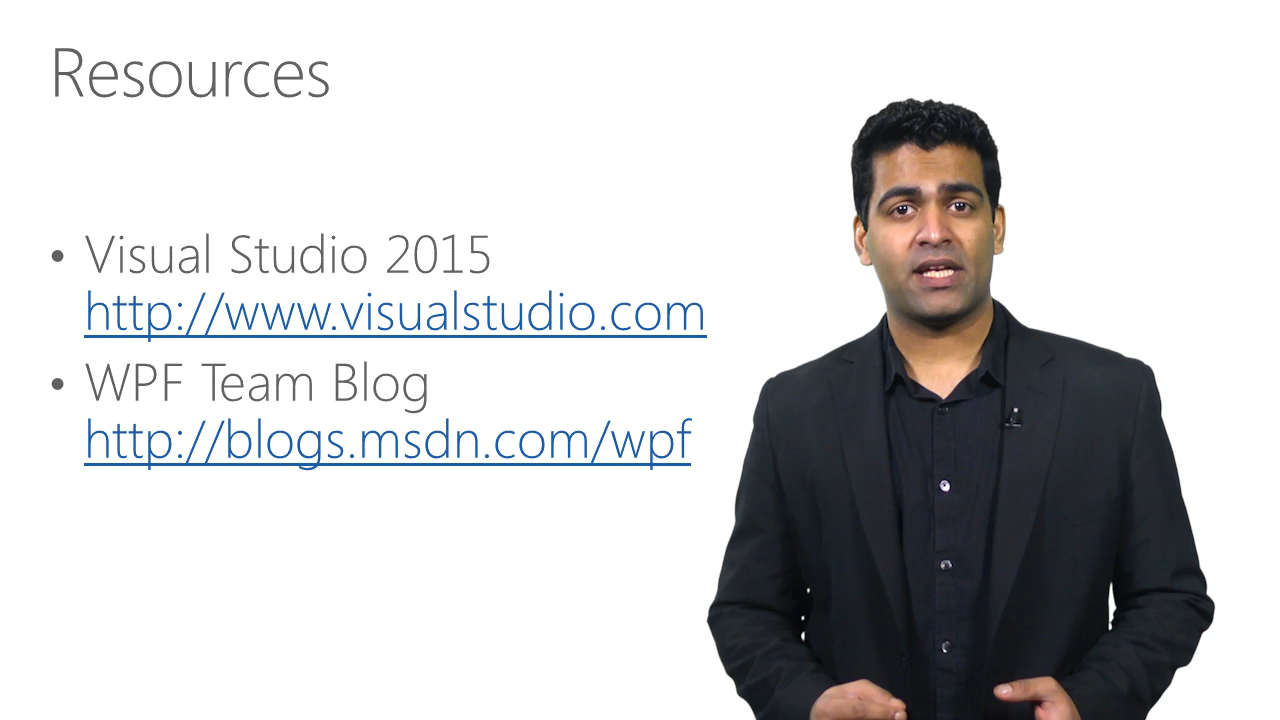 Resources
• Visual Studio 2015
http://www.visualstudio.com
• WPF Team Blog
http://blogs.msdn.com/wpf